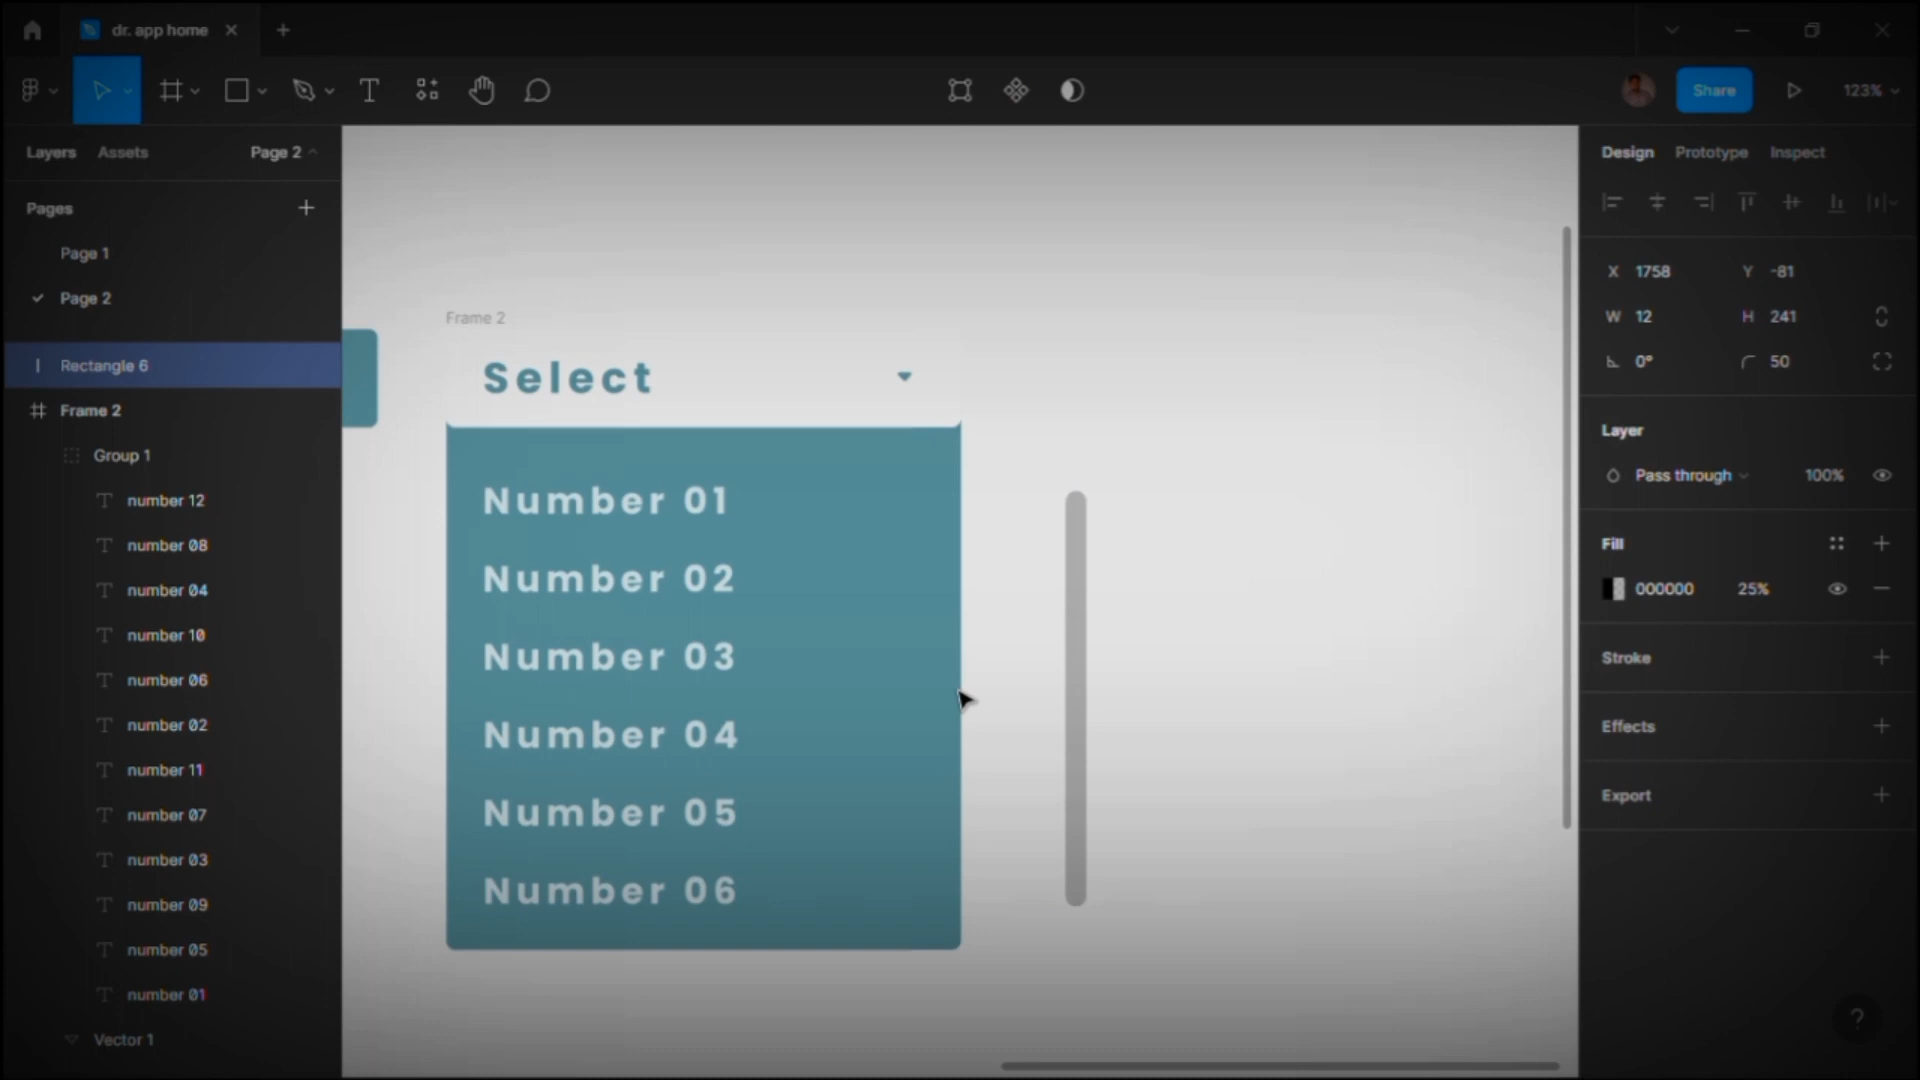 dr. app home
Share
123%
Layers
Assets
Page 2
Pages
Page 1
Page 2
Rectangle 6
Frame 2
Group 1
number 12
number 08
number 04
number 10
number 06
number 02
number 11
number 07
number 03
number 09
number 05
number 01
Vector 1
Frame 2
Select
Number 01
Number 02
Number 03
Number 04
Number 05
Number 06
Design
Prototype
Inspect
X 1758
Y -81
W 12
H 241
0°
50
Layer
Pass through
100%
Fill
000000
25%
Stroke
Effects
Export
?